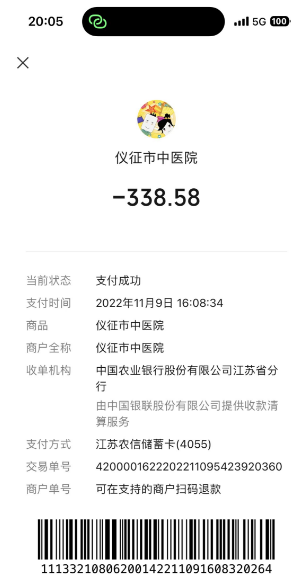 20:05
5G
100
仪征市中医院
-338.58
当前状态 支付成功
支付时间 2022年11月9日 16:08:34
商品 仪征市中医院
商户全称 仪征市中医院
收单机构 中国农业银行股份有限公司江苏省分
行
由中国银联股份有限公司提供收款清
算服务
支付方式 江苏农信储蓄卡(4055)
交易单号 4200001622202211095423920360
商户单号 可在支持的商户扫码退款
11133210806200142211091608320264